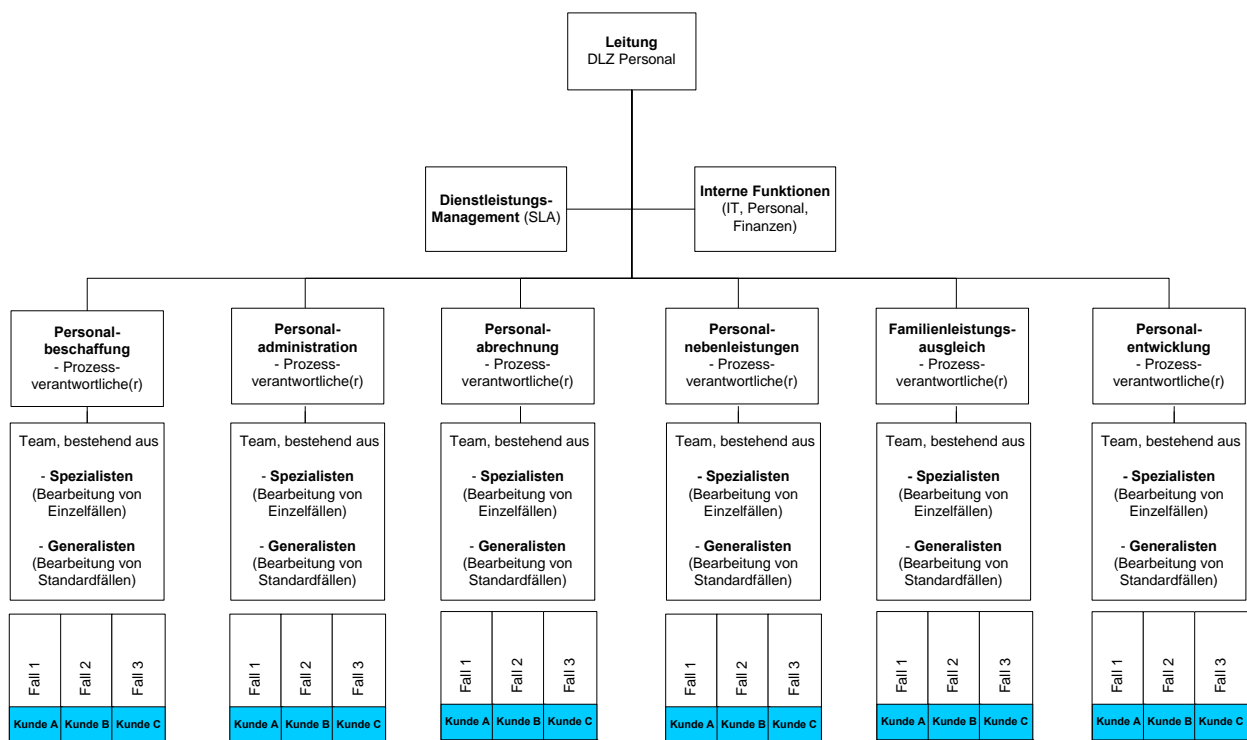 Leitung
DLZ Personal
Dienstleistungs-
Management (SLA)
Interne Funktionen
(IT, Personal,
Finanzen)
Personal-
beschaffung
- Prozess-
verantwortliche(r)
Personal-
administration
- Prozess-
verantwortliche(r)
Personal-
abrechnung
- Prozess-
verantwortliche(r)
Personal-
nebenleistungen
- Prozess-
verantwortliche(r)
Familienleistungs-
ausgleich
- Prozess-
verantwortliche(r)
Personal-
entwicklung
- Prozess-
verantwortliche(r)
Team, bestehend aus
- Spezialisten
(Bearbeitung von
Einzelfällen)
- Generalisten
(Bearbeitung von
Standardfällen)
Team, bestehend aus
- Spezialisten
(Bearbeitung von
Einzelfällen)
- Generalisten
(Bearbeitung von
Standardfällen)
Team, bestehend aus
- Spezialisten
(Bearbeitung von
Einzelfällen)
- Generalisten
(Bearbeitung von
Standardfällen)
Team, bestehend aus
- Spezialisten
(Bearbeitung von
Einzelfällen)
- Generalisten
(Bearbeitung von
Standardfällen)
Team, bestehend aus
- Spezialisten
(Bearbeitung von
Einzelfällen)
- Generalisten
(Bearbeitung von
Standardfällen)
Team, bestehend aus
- Spezialisten
(Bearbeitung von
Einzelfällen)
- Generalisten
(Bearbeitung von
Standardfällen)
Fall 1
Fall 2
Fall 3
Kunde A
Kunde B
Kunde C
Fall 1
Fall 2
Fall 3
Kunde A
Kunde B
Kunde C
Fall 1
Fall 2
Fall 3
Kunde A
Kunde B
Kunde C
Fall 1
Fall 2
Fall 3
Kunde A
Kunde B
Kunde C
Fall 1
Fall 2
Fall 3
Kunde A
Kunde B
Kunde C
Fall 1
Fall 2
Fall 3
Kunde A
Kunde B
Kunde C